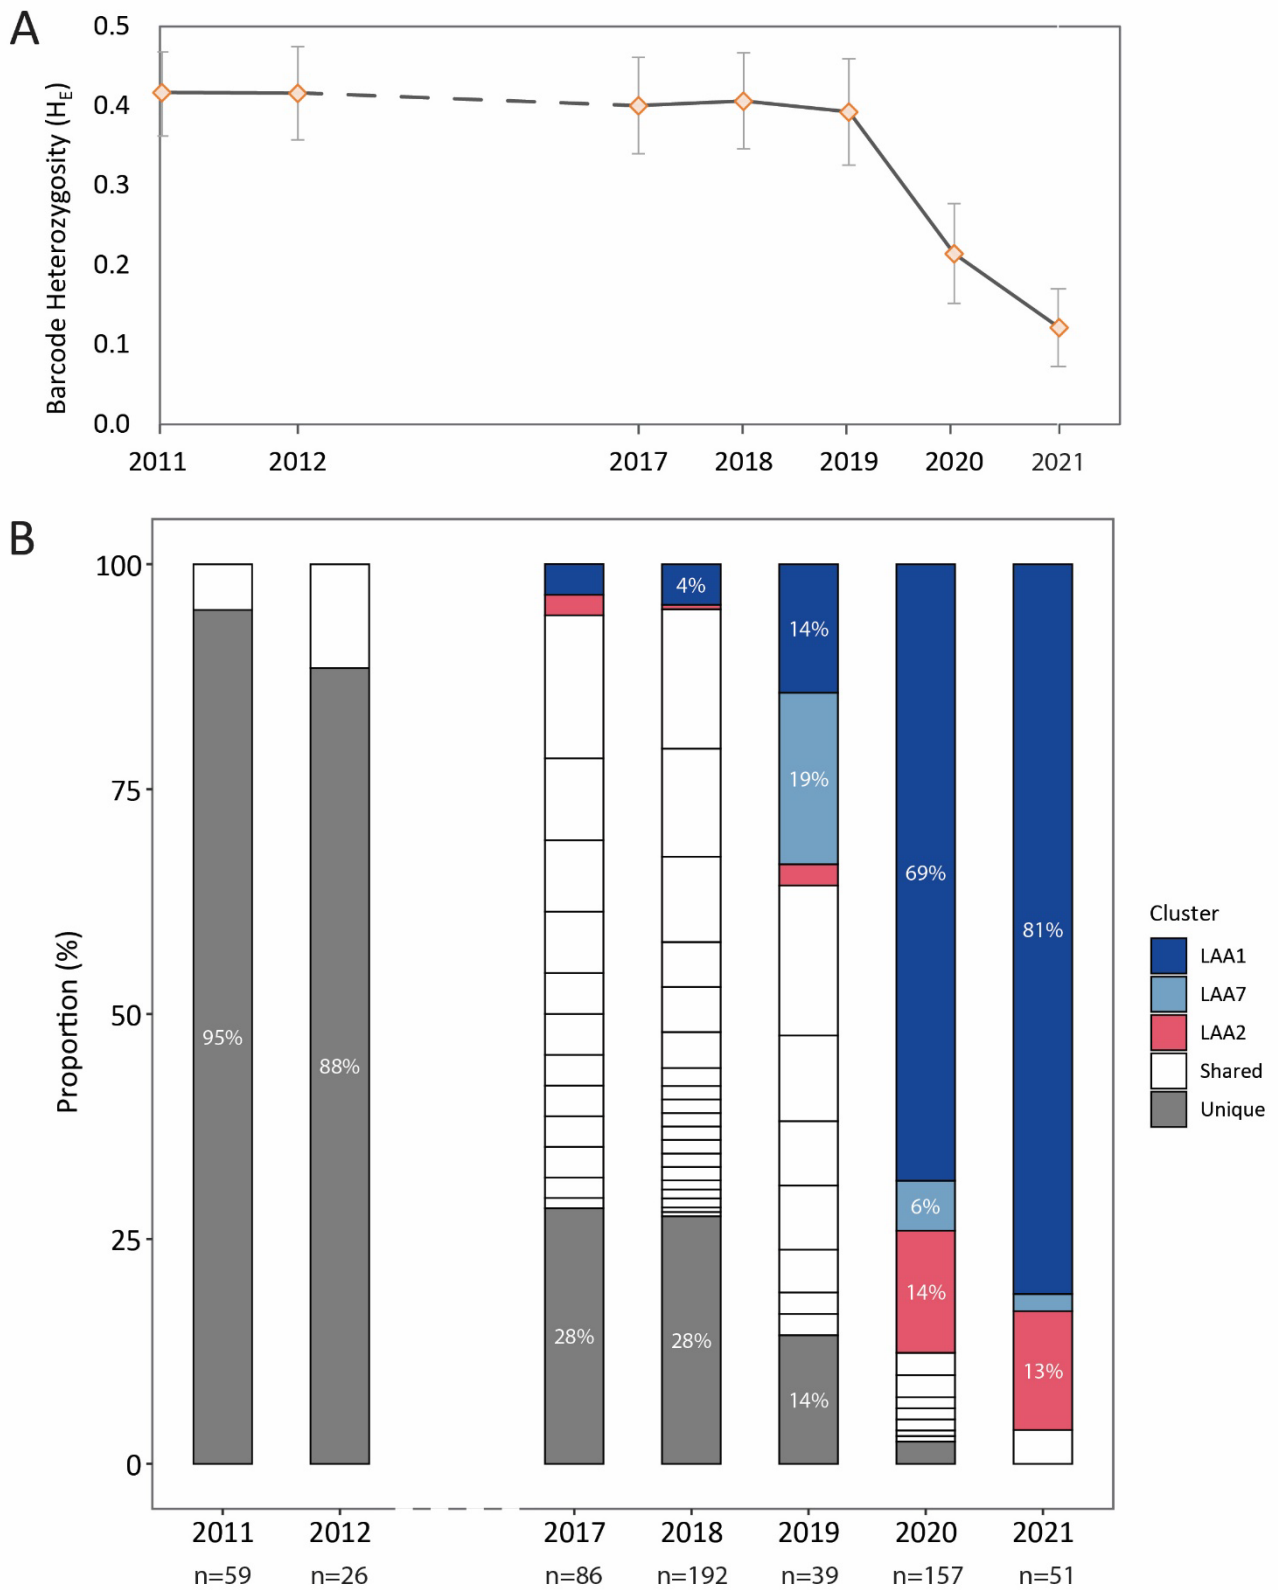 A
Barcode Heterozygosity (HE)
0.5
0.4
0.3
0.2
0.1
0.0
2011 2012 2017 2018 2019 2020 2021
B
Proportion (%)
100
75
50
25
0
95%
88%
28%
4%
28%
14%
19%
14%
69%
6%
14%
81%
13%
Cluster
LAA1
LAA7
LAA2
Shared
Unique
2011 2012 2017 2018 2019 2020 2021
n=59 n=26 n=86 n=192 n=39 n=157 n=51